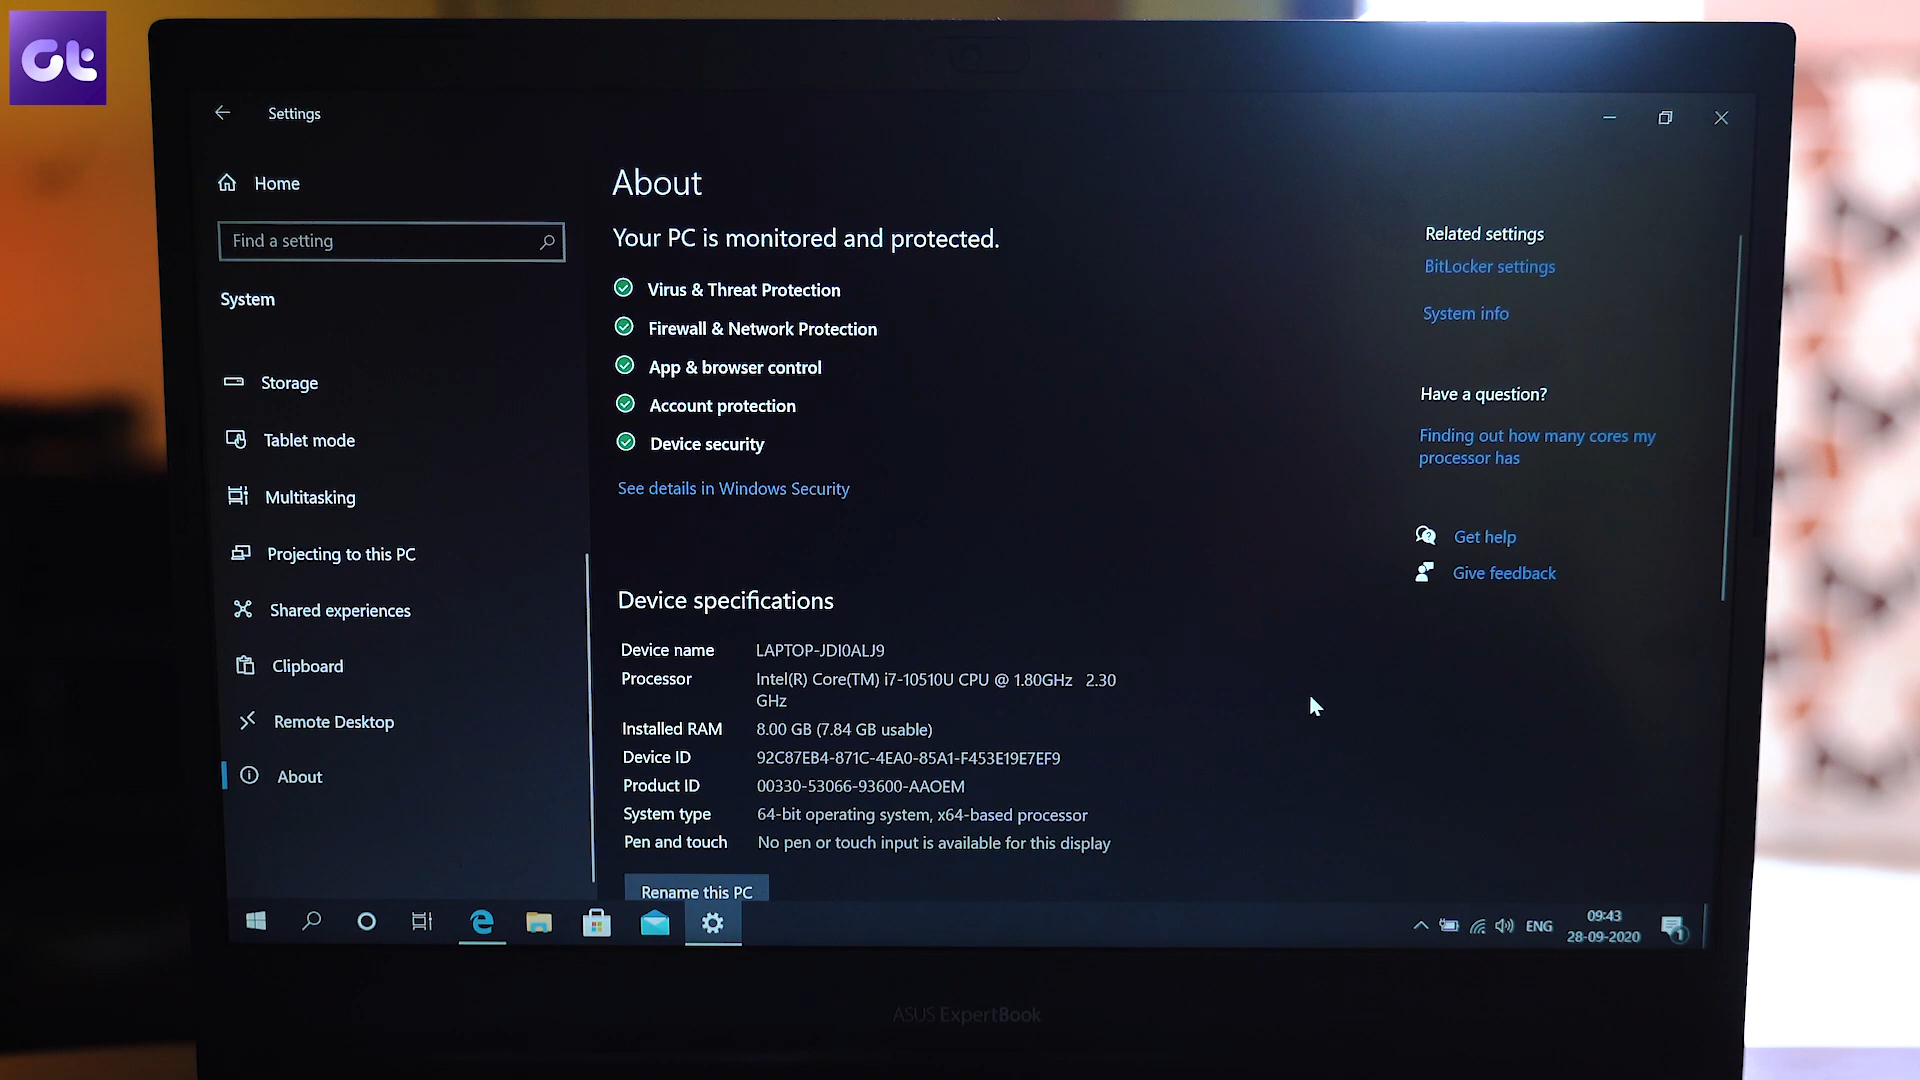 Gt
Settings
Home
Find a setting
System
Storage
Tablet mode
Multitasking
Projecting to this PC
Shared experiences
Clipboard
Remote Desktop
About
About
Your PC is monitored and protected.
Virus & Threat Protection
Firewall & Network Protection
App & browser control
Account protection
Device security
See details in Windows Security
Device specifications
Device name LAPTOP-JDI0ALJ9
Processor Intel(R) Core(TM) i7-10510U CPU @ 1.80GHz 2.30
GHz
Installed RAM 8.00 GB (7.84 GB usable)
Device ID 92C87EB4-871C-4EA0-85A1-F453E19E7EF9
Product ID 00330-53066-93600-AAOEM
System type 64-bit operating system, x64-based processor
Pen and touch No pen or touch input is available for this display
Rename this PC
Related settings
BitLocker settings
System info
Have a question?
Finding out how many cores my
processor has
Get help
Give feedback
ENG
09:43
28-09-2020
1
ASUS ExpertBook